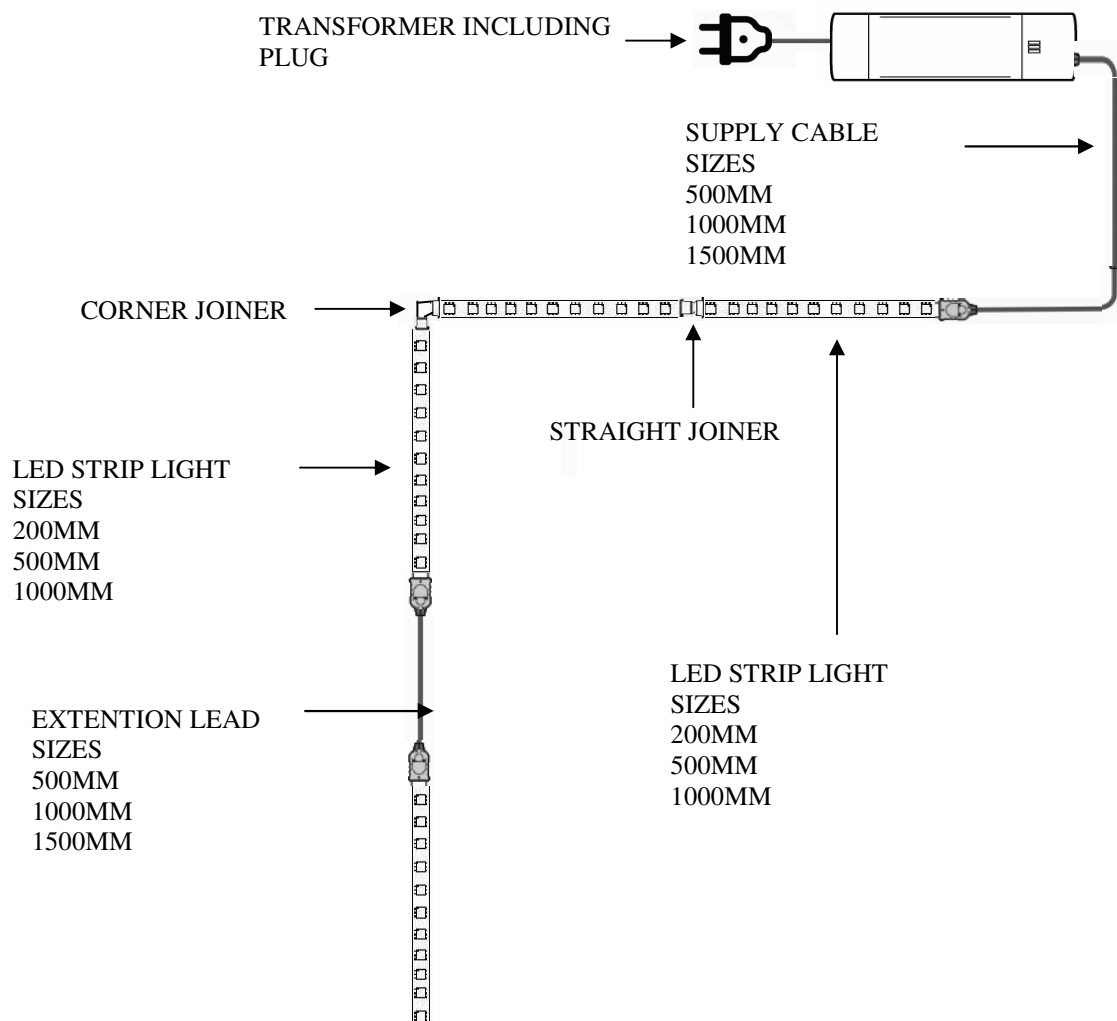 TRANSFORMER INCLUDING
PLUG
SUPPLY CABLE
SIZES
500MM
1000MM
1500MM
CORNER JOINER
STRAIGHT JOINER
LED STRIP LIGHT
SIZES
200MM
500MM
1000MM
LED STRIP LIGHT
SIZES
200MM
500MM
1000MM
EXTENTION LEAD
SIZES
500MM
1000MM
1500MM